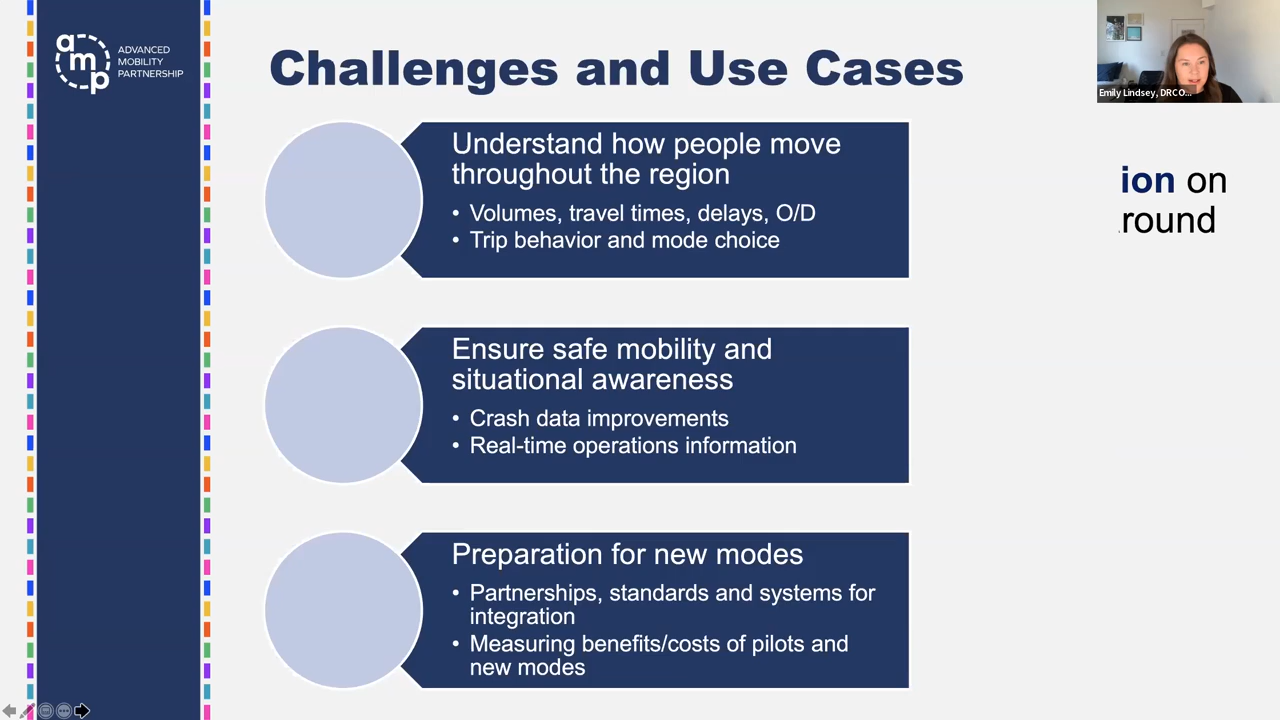 amp
ADVANCED
MOBILITY
PARTNERSHIP
Challenges and Use Cases
Emily Lindsey, DRCO...
Understand how people move
throughout the region
• Volumes, travel times, delays, O/D
• Trip behavior and mode choice
ion on
round
Ensure safe mobility and
situational awareness
• Crash data improvements
• Real-time operations information
Preparation for new modes
• Partnerships, standards and systems for
integration
• Measuring benefits/costs of pilots and
new modes